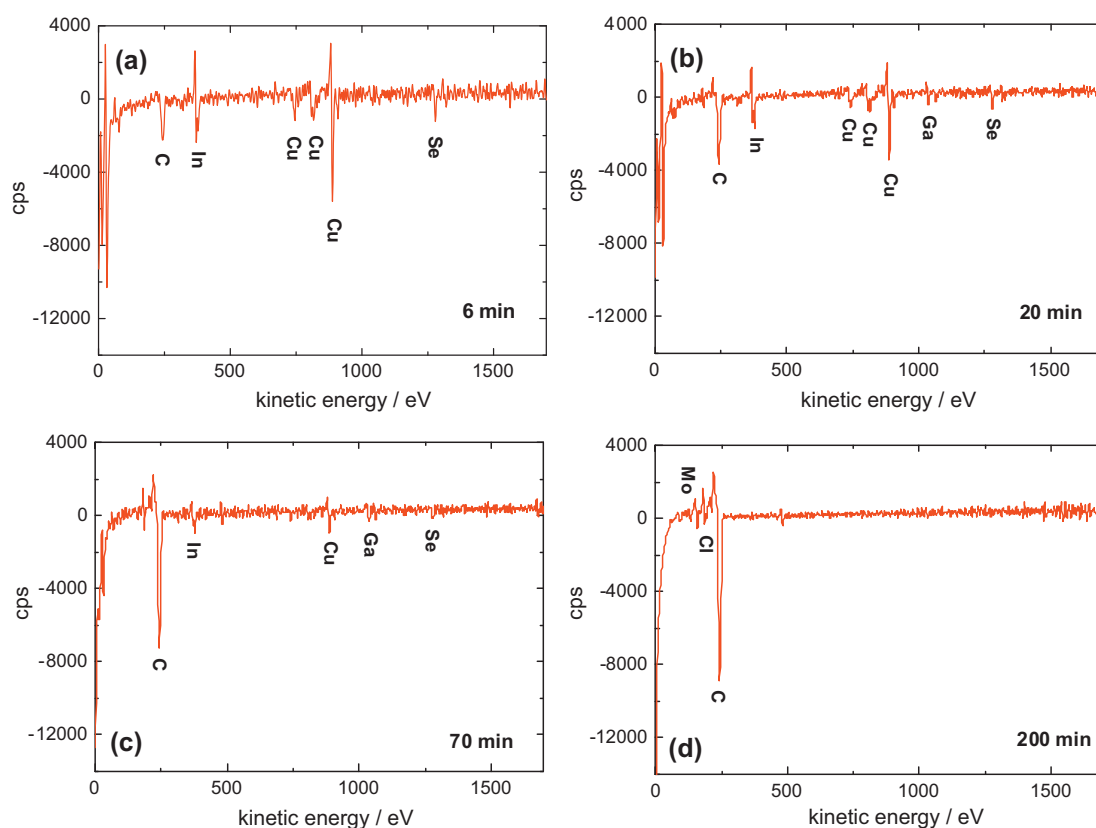 4000
0
-4000
-8000
-12000
cps
(a)
C
In
Cu
Cu
Cu
Se
6 min
0
500
1000
1500
kinetic energy / eV
4000
0
-4000
-8000
-12000
cps
(b)
C
In
Cu
Cu
Cu
Ga
Se
20 min
0
500
1000
1500
kinetic energy / eV
4000
0
-4000
-8000
-12000
cps
(c)
C
In
Cu
Ga
Se
70 min
0
500
1000
1500
kinetic energy / eV
4000
0
-4000
-8000
-12000
cps
(d)
Mo
Cl
C
200 min
0
500
1000
1500
kinetic energy / eV